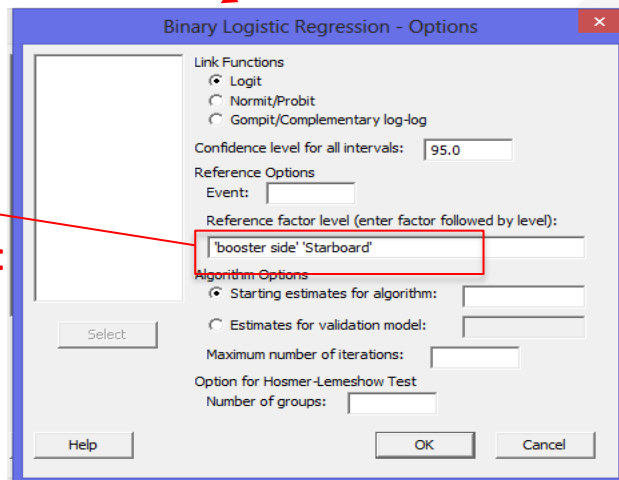 Binary Logistic Regression - Options
×
Link Functions
Logit
Normit/Probit
Gompit/Complementary log-log
Confidence level for all intervals: 95.0
Reference Options
Event:
Reference factor level (enter factor followed by level):
'booster side' 'Starboard'
Algorithm Options
Starting estimates for algorithm:
Estimates for validation model:
Select
Maximum number of iterations:
Option for Hosmer-Lemeshow Test
Number of groups:
Help OK Cancel